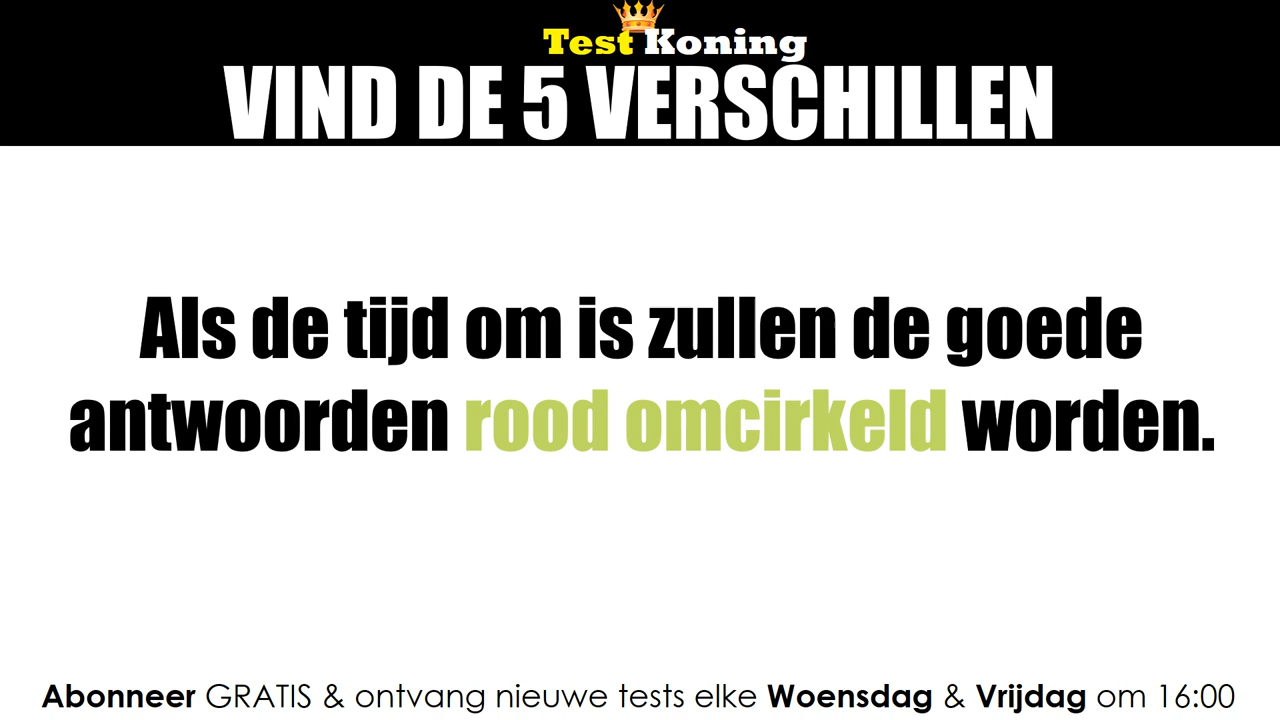 Test Koning
VIND DE 5 VERSCHILLEN
Als de tijd om is zullen de goede
antwoorden rood omcirkeld worden.
Abonneer GRATIS & ontvang nieuwe tests elke Woensdag & Vrijdag om 16:00